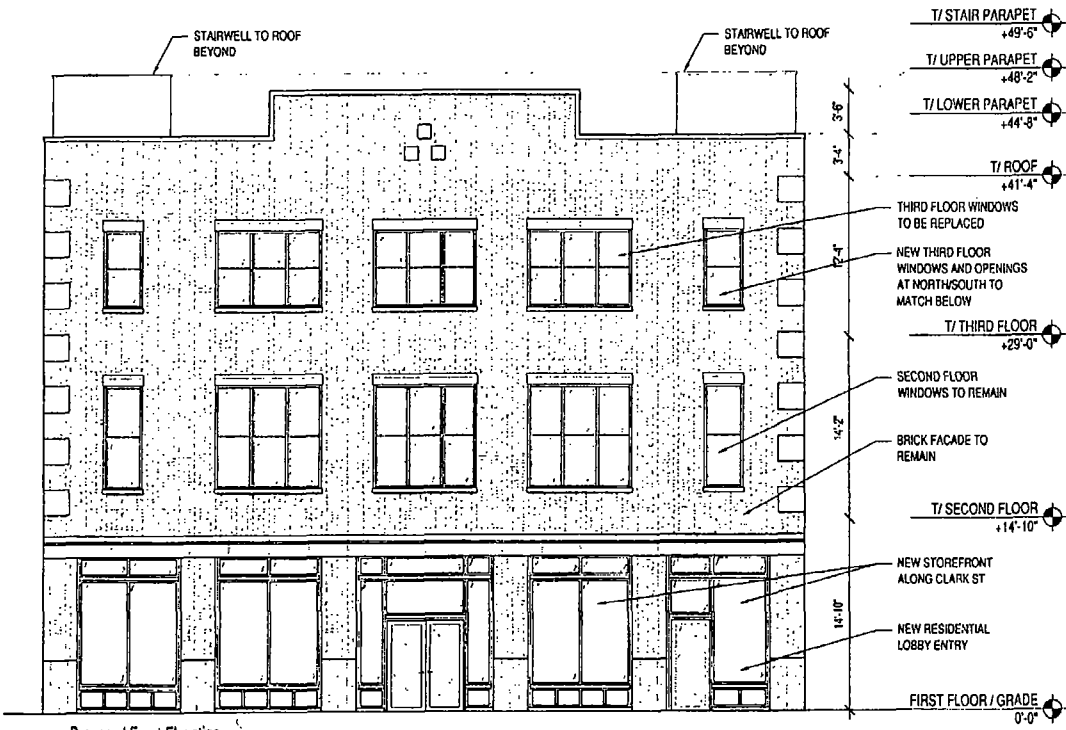 STAIRWELL TO ROOF
BEYOND
STAIRWELL TO ROOF
BEYOND
T/ STAIR PARAPET
+49'-6"
T/ UPPER PARAPET
+48'-2"
T/ LOWER PARAPET
+44'-8"
T/ ROOF
+41'-4"
3'-6"
3'-4"
THIRD FLOOR WINDOWS
TO BE REPLACED
NEW THIRD FLOOR
WINDOWS AND OPENINGS
AT NORTH/SOUTH TO
MATCH BELOW
T/ THIRD FLOOR
+29'-0"
SECOND FLOOR
WINDOWS TO REMAIN
14'-2"
BRICK FACADE TO
REMAIN
T/ SECOND FLOOR
+14'-10"
NEW STOREFRONT
ALONG CLARK ST
14'-10"
NEW RESIDENTIAL
LOBBY ENTRY
FIRST FLOOR / GRADE
0'-0"